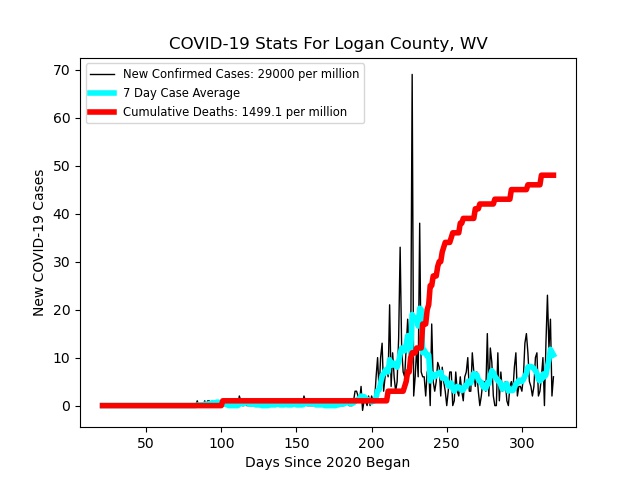 COVID-19 Stats For Logan County, WV
New Confirmed Cases: 29000 per million
7 Day Case Average
Cumulative Deaths: 1499.1 per million
New COVID-19 Cases
70
60
50
40
30
20
10
0
50 100 150 200 250 300
Days Since 2020 Began